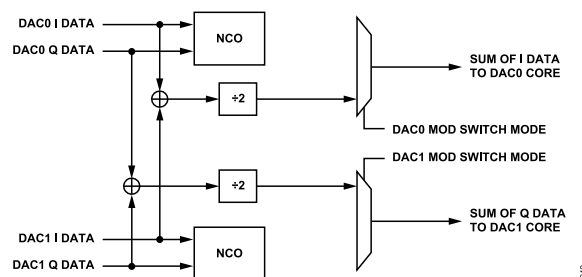 DAC0 I DATA
DAC0 Q DATA
NCO
÷2
SUM OF I DATA
TO DAC0 CORE
DAC0 MOD SWITCH MODE
DAC1 MOD SWITCH MODE
÷2
SUM OF Q DATA
TO DAC1 CORE
DAC1 I DATA
DAC1 Q DATA
NCO